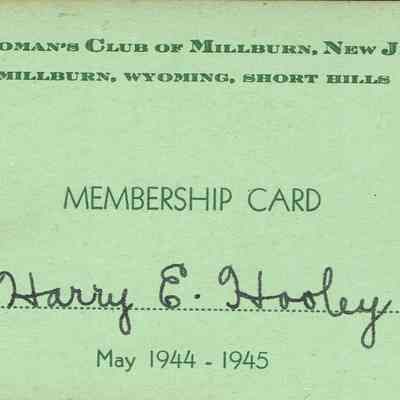 OMAN'S CLUB OF MILLBURN, NEW J
MILLBURN, WYOMING, SHORT HILLS
MEMBERSHIP CARD
Harry E. Hooley
May 1944 - 1945